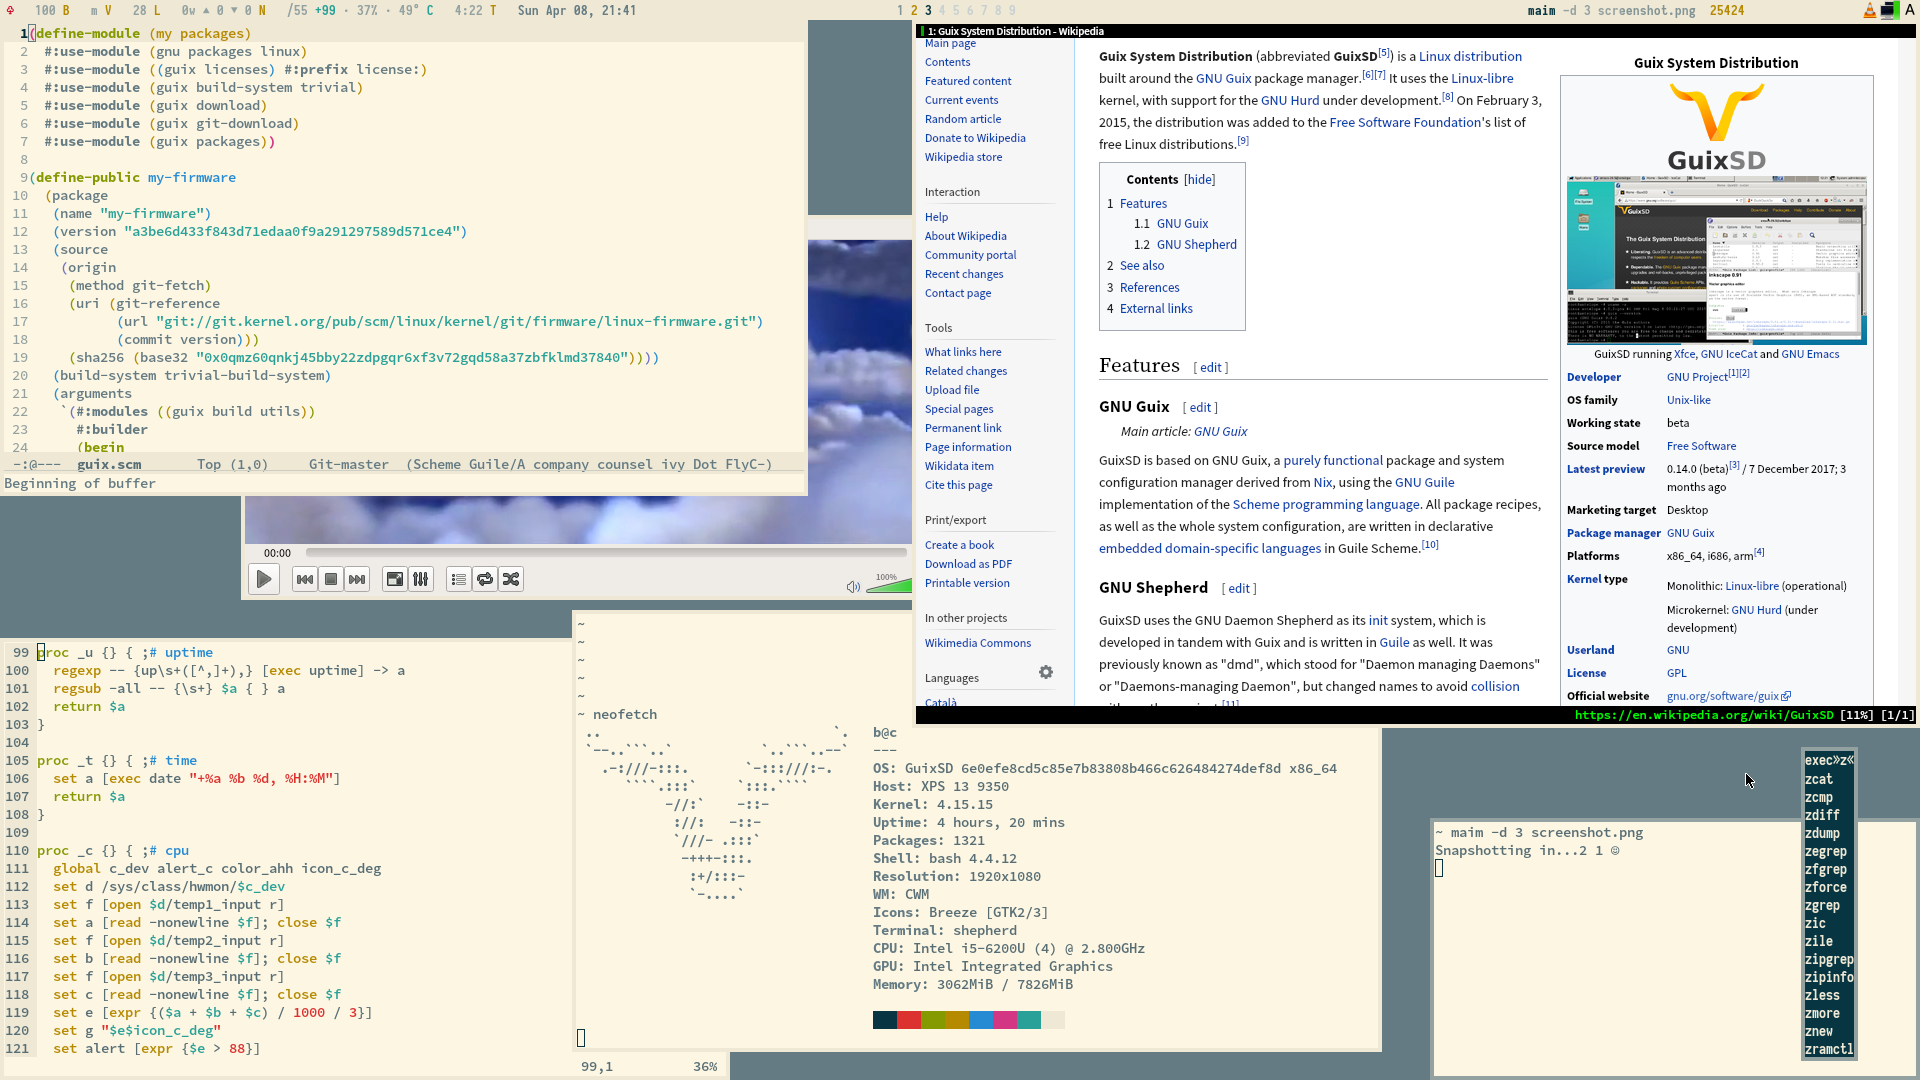 100 B m V 28 L 0w ▲ 0 ▼ 0 N /55 +99 · 37% · 49° C 4:22 T Sun Apr 08, 21:41
1 2 3 4 5 6 7 8 9
maim -d 3 screenshot.png 25424 A
1(define-module (my packages)
2 #:use-module (gnu packages linux)
3 #:use-module ((guix licenses) #:prefix license:)
4 #:use-module (guix build-system trivial)
5 #:use-module (guix download)
6 #:use-module (guix git-download)
7 #:use-module (guix packages))
8
9(define-public my-firmware
10 (package
11 (name "my-firmware")
12 (version "a3be6d433f843d71edaa0f9a291297589d571ce4")
13 (source
14 (origin
15 (method git-fetch)
16 (uri (git-reference
17 (url "git://git.kernel.org/pub/scm/linux/kernel/git/firmware/linux-firmware.git")
18 (commit version)))
19 (sha256 (base32 "0x0qmz60qnkj45bby22zdpgqr6xf3v72gqd58a37zbfklmd37840"))))
20 (build-system trivial-build-system)
21 (arguments
22 `(#:modules ((guix build utils))
23 #:builder
24 (begin
-:@--- guix.scm Top (1,0) Git-master (Scheme Guile/A company counsel ivy Dot FlyC-)
Beginning of buffer
00:00
100%
99 proc _u {} { ;# uptime
100 regexp -- {up\s+([^,]+),} [exec uptime] -> a
101 regsub -all -- {\s+} $a { } a
102 return $a
103 }
104
105 proc _t {} { ;# time
106 set a [exec date "+%a %b %d, %H:%M"]
107 return $a
108 }
109
110 proc _c {} { ;# cpu
111 global c_dev alert_c color_ahh icon_c_deg
112 set d /sys/class/hwmon/$c_dev
113 set f [open $d/temp1_input r]
114 set a [read -nonewline $f]; close $f
115 set f [open $d/temp2_input r]
116 set b [read -nonewline $f]; close $f
117 set f [open $d/temp3_input r]
118 set c [read -nonewline $f]; close $f
119 set e [expr {($a + $b + $c) / 1000 / 3}]
120 set g "$e$icon_c_deg"
121 set alert [expr {$e > 88}]
99,1 36%
~
~
~
~
~
~ neofetch
b@c
---
OS: GuixSD 6e0efe8cd5c85e7b83808b466c626484274def8d x86_64
Host: XPS 13 9350
Kernel: 4.15.15
Uptime: 4 hours, 20 mins
Packages: 1321
Shell: bash 4.4.12
Resolution: 1920x1080
WM: CWM
Icons: Breeze [GTK2/3]
Terminal: shepherd
CPU: Intel i5-6200U (4) @ 2.800GHz
GPU: Intel Integrated Graphics
Memory: 3062MiB / 7826MiB
1: Guix System Distribution - Wikipedia
Main page
Contents
Featured content
Current events
Random article
Donate to Wikipedia
Wikipedia store
Interaction
Help
About Wikipedia
Community portal
Recent changes
Contact page
Tools
What links here
Related changes
Upload file
Special pages
Permanent link
Page information
Wikidata item
Cite this page
Print/export
Create a book
Download as PDF
Printable version
In other projects
Wikimedia Commons
Languages
Català
Guix System Distribution (abbreviated GuixSD[5]) is a Linux distribution
built around the GNU Guix package manager.[6][7] It uses the Linux-libre
kernel, with support for the GNU Hurd under development.[8] On February 3,
2015, the distribution was added to the Free Software Foundation's list of
free Linux distributions.[9]
Contents [hide]
1 Features
1.1 GNU Guix
1.2 GNU Shepherd
2 See also
3 References
4 External links
Features [ edit ]
GNU Guix [ edit ]
Main article: GNU Guix
GuixSD is based on GNU Guix, a purely functional package and system
configuration manager derived from Nix, using the GNU Guile
implementation of the Scheme programming language. All package recipes,
as well as the whole system configuration, are written in declarative
embedded domain-specific languages in Guile Scheme.[10]
GNU Shepherd [ edit ]
GuixSD uses the GNU Daemon Shepherd as its init system, which is
developed in tandem with Guix and is written in Guile as well. It was
previously known as "dmd", which stood for "Daemon managing Daemons"
or "Daemons-managing Daemon", but changed names to avoid collision
Guix System Distribution
GuixSD
GuixSD running Xfce, GNU IceCat and GNU Emacs
Developer GNU Project[1][2]
OS family Unix-like
Working state beta
Source model Free Software
Latest preview 0.14.0 (beta)[3] / 7 December 2017; 3
months ago
Marketing target Desktop
Package manager GNU Guix
Platforms x86_64, i686, arm[4]
Kernel type Monolithic: Linux-libre (operational)
Microkernel: GNU Hurd (under
development)
Userland GNU
License GPL
Official website gnu.org/software/guix
https://en.wikipedia.org/wiki/GuixSD [11%] [1/1]
~ maim -d 3 screenshot.png
Snapshotting in...2 1 ☺
exec»z«
zcat
zcmp
zdiff
zdump
zegrep
zfgrep
zforce
zgrep
zic
zile
zipgrep
zipinfo
zless
zmore
znew
zramctl